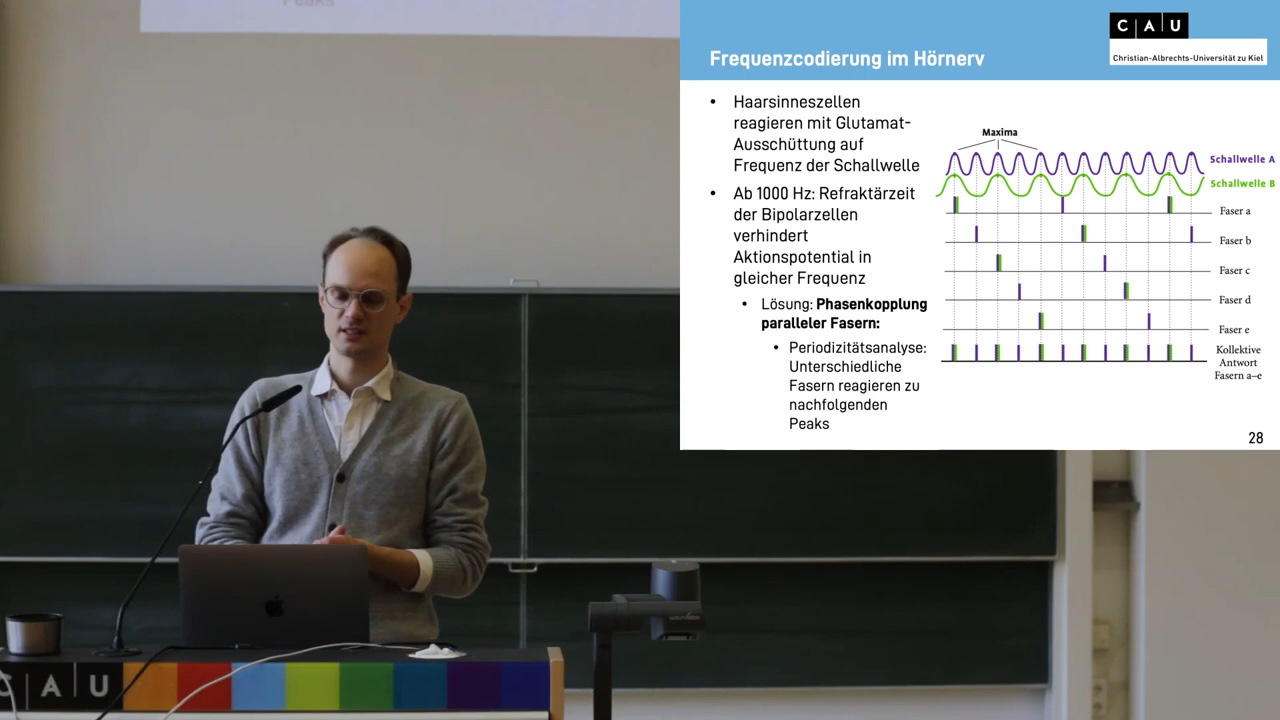 Peaks
Frequenzcodierung im Hörnerv
C A U
Christian-Albrechts-Universität zu Kiel
• Haarsinneszellen
reagieren mit Glutamat-
Ausschüttung auf
Frequenz der Schallwelle
• Ab 1000 Hz: Refraktärzeit
der Bipolarzellen
verhindert
Aktionspotential in
gleicher Frequenz
• Lösung: Phasenkopplung
paralleler Fasern:
• Periodizitätsanalyse:
Unterschiedliche
Fasern reagieren zu
nachfolgenden
Peaks
Maxima
Schallwelle A
Schallwelle B
Faser a
Faser b
Faser c
Faser d
Faser e
Kollektive
Antwort
Fasern a–e
28
C A U